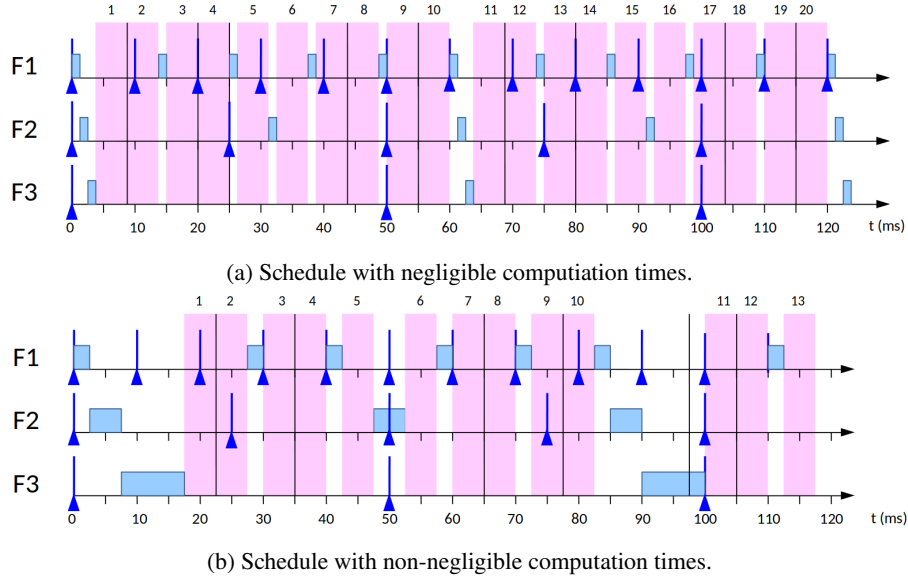 1 2 3 4 5 6 7 8 9 10 11 12 13 14 15 16 17 18 19 20
F1
F2
F3
0 10 20 30 40 50 60 70 80 90 100 110 120 t (ms)
(a) Schedule with negligible computiation times.
1 2 3 4 5 6 7 8 9 10 11 12 13
F1
F2
F3
0 10 20 30 40 50 60 70 80 90 100 110 120 t (ms)
(b) Schedule with non-negligible computation times.